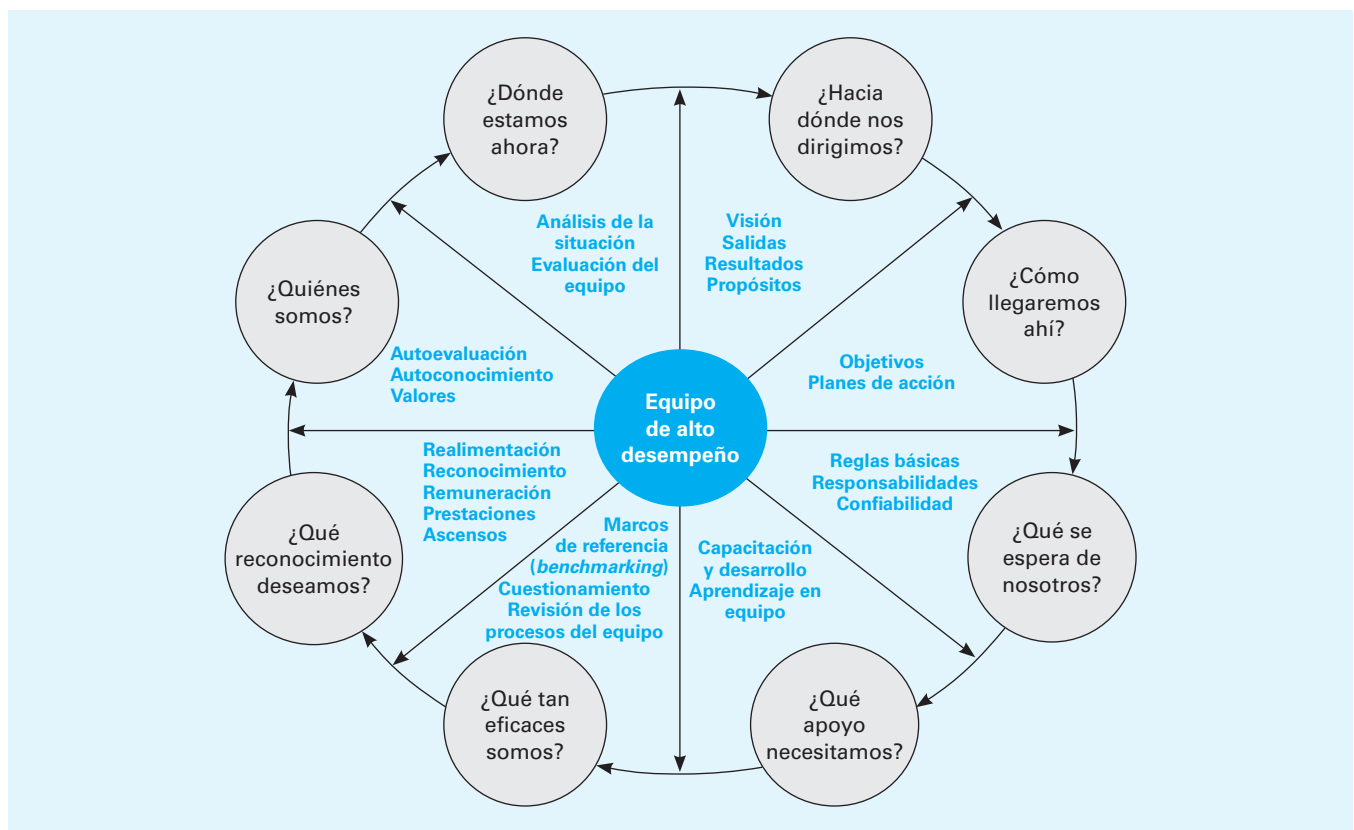 ¿Dónde
estamos
ahora?
¿Hacia
dónde nos
dirigimos?
¿Cómo
llegaremos
ahí?
¿Qué se
espera de
nosotros?
¿Qué
apoyo
necesitamos?
¿Qué tan
eficaces
somos?
¿Qué
reconocimiento
deseamos?
¿Quiénes
somos?
Análisis de la
situación
Evaluación del
equipo
Visión
Salidas
Resultados
Propósitos
Objetivos
Planes de acción
Reglas básicas
Responsabilidades
Confiabilidad
Capacitación
y desarrollo
Aprendizaje en
equipo
Marcos
de referencia
(benchmarking)
Cuestionamiento
Revisión de los
procesos del equipo
Realimentación
Reconocimiento
Remuneración
Prestaciones
Ascensos
Autoevaluación
Autoconocimiento
Valores
Equipo
de alto
desempeño